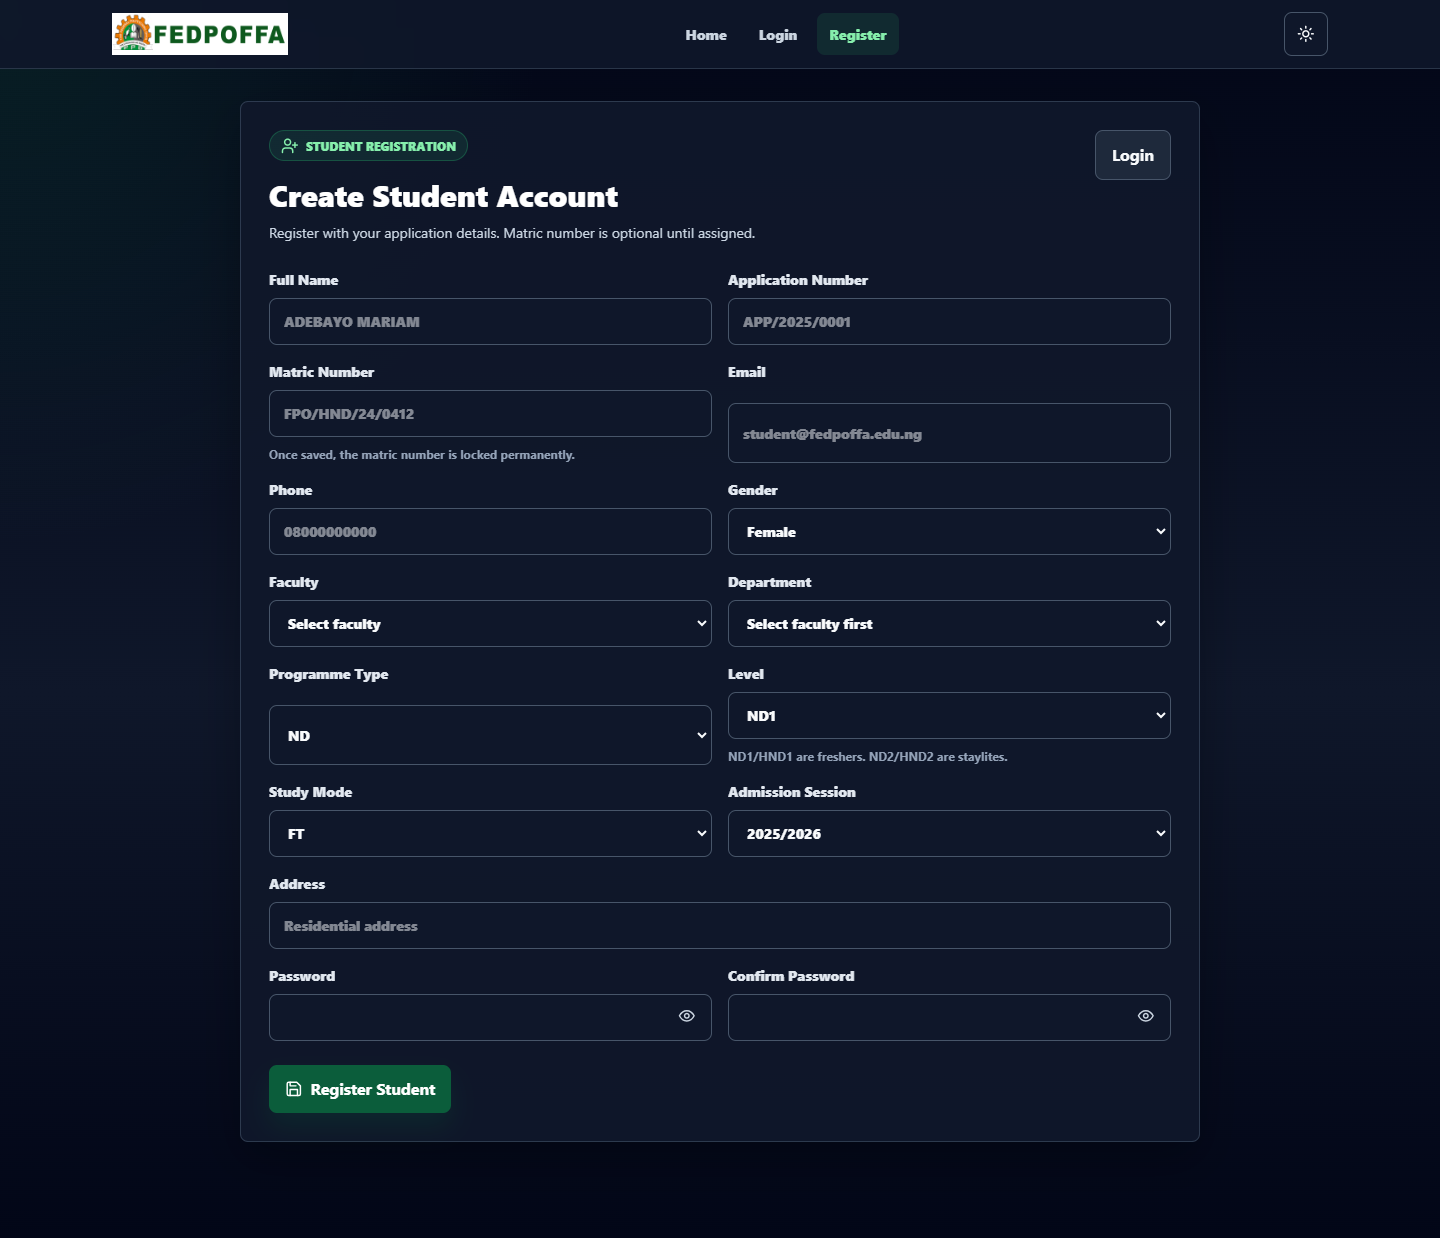 FEDPOFFA
Home
Login
Register
STUDENT REGISTRATION
Login
Create Student Account
Register with your application details. Matric number is optional until assigned.
Full Name
Application Number
ADEBAYO MARIAM
APP/2025/0001
Matric Number
Email
FPO/HND/24/0412
student@fedpoffa.edu.ng
Once saved, the matric number is locked permanently.
Phone
Gender
08000000000
Female
Faculty
Department
Select faculty
Select faculty first
Programme Type
Level
ND
ND1
ND1/HND1 are freshers. ND2/HND2 are staylites.
Study Mode
Admission Session
FT
2025/2026
Address
Residential address
Password
Confirm Password
Register Student